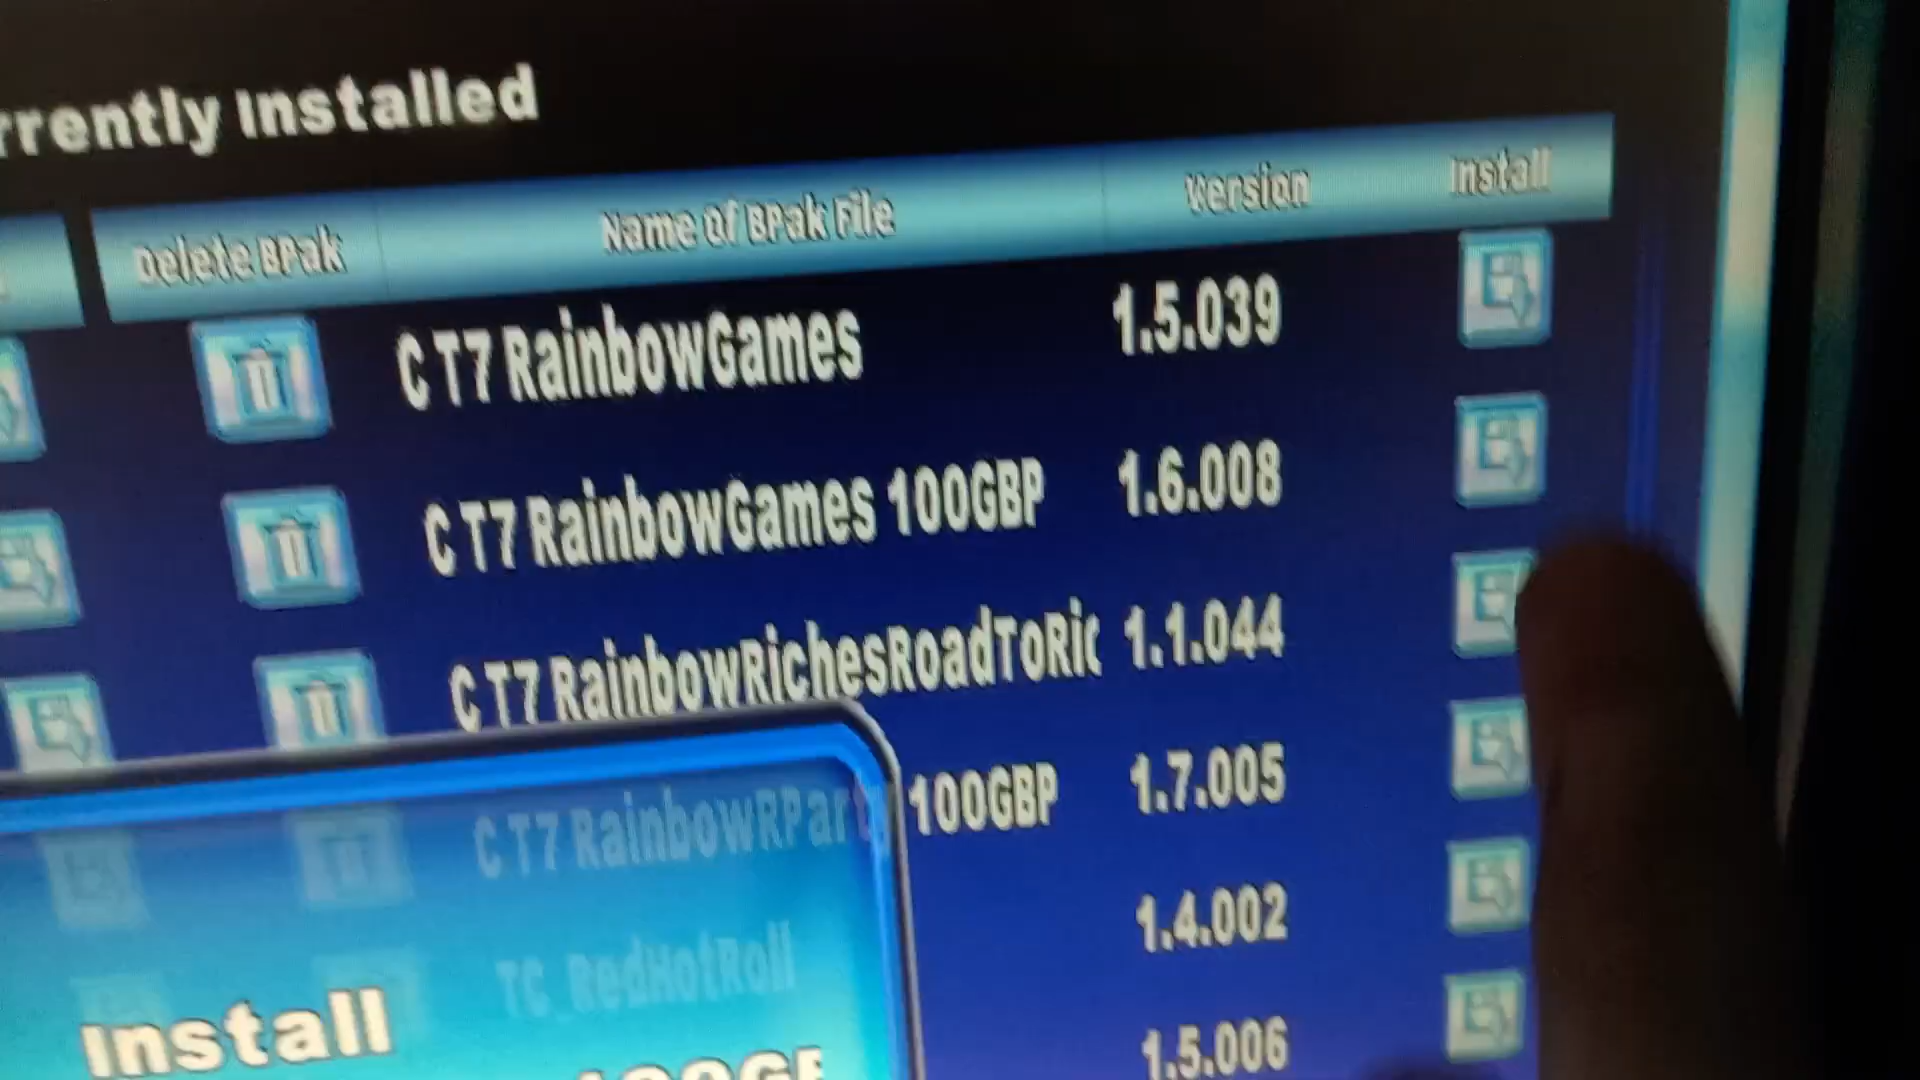 rrently Installed
Delete BPak Name Of BPak File Version Install
C T7 RainbowGames 1.5.039
C T7 RainbowGames 100GBP 1.6.008
C T7 RainbowRichesRoadToRic 1.1.044
C T7 RainbowRParty 100GBP 1.7.005
TC_RedHotRoll 1.4.002
1.5.006
Install
100GB